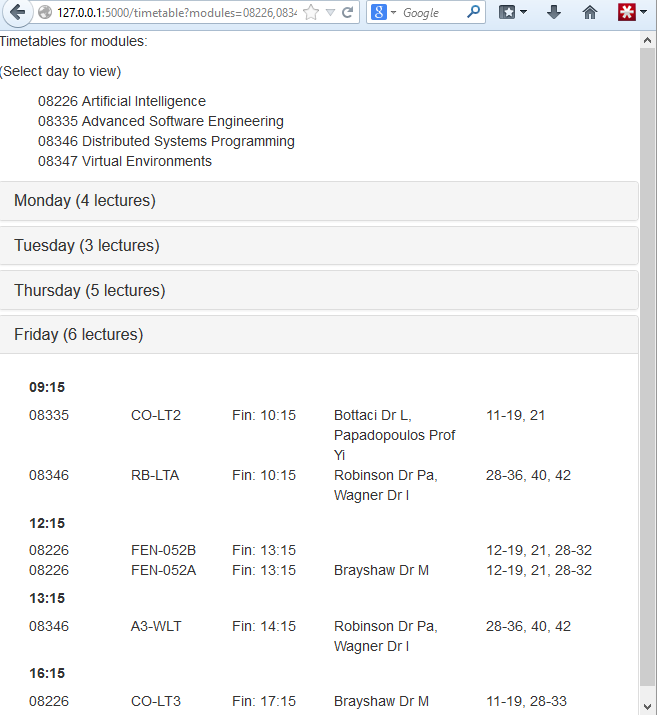 127.0.0.1:5000/timetable?modules=08226,0834
Google
Timetables for modules:
(Select day to view)
08226 Artificial Intelligence
08335 Advanced Software Engineering
08346 Distributed Systems Programming
08347 Virtual Environments
Monday (4 lectures)
Tuesday (3 lectures)
Thursday (5 lectures)
Friday (6 lectures)
09:15
08335 CO-LT2 Fin: 10:15 Bottaci Dr L, 11-19, 21
Papadopoulos Prof
Yi
08346 RB-LTA Fin: 10:15 Robinson Dr Pa, 28-36, 40, 42
Wagner Dr I
12:15
08226 FEN-052B Fin: 13:15 12-19, 21, 28-32
08226 FEN-052A Fin: 13:15 Brayshaw Dr M 12-19, 21, 28-32
13:15
08346 A3-WLT Fin: 14:15 Robinson Dr Pa, 28-36, 40, 42
Wagner Dr I
16:15
08226 CO-LT3 Fin: 17:15 Brayshaw Dr M 11-19, 28-33